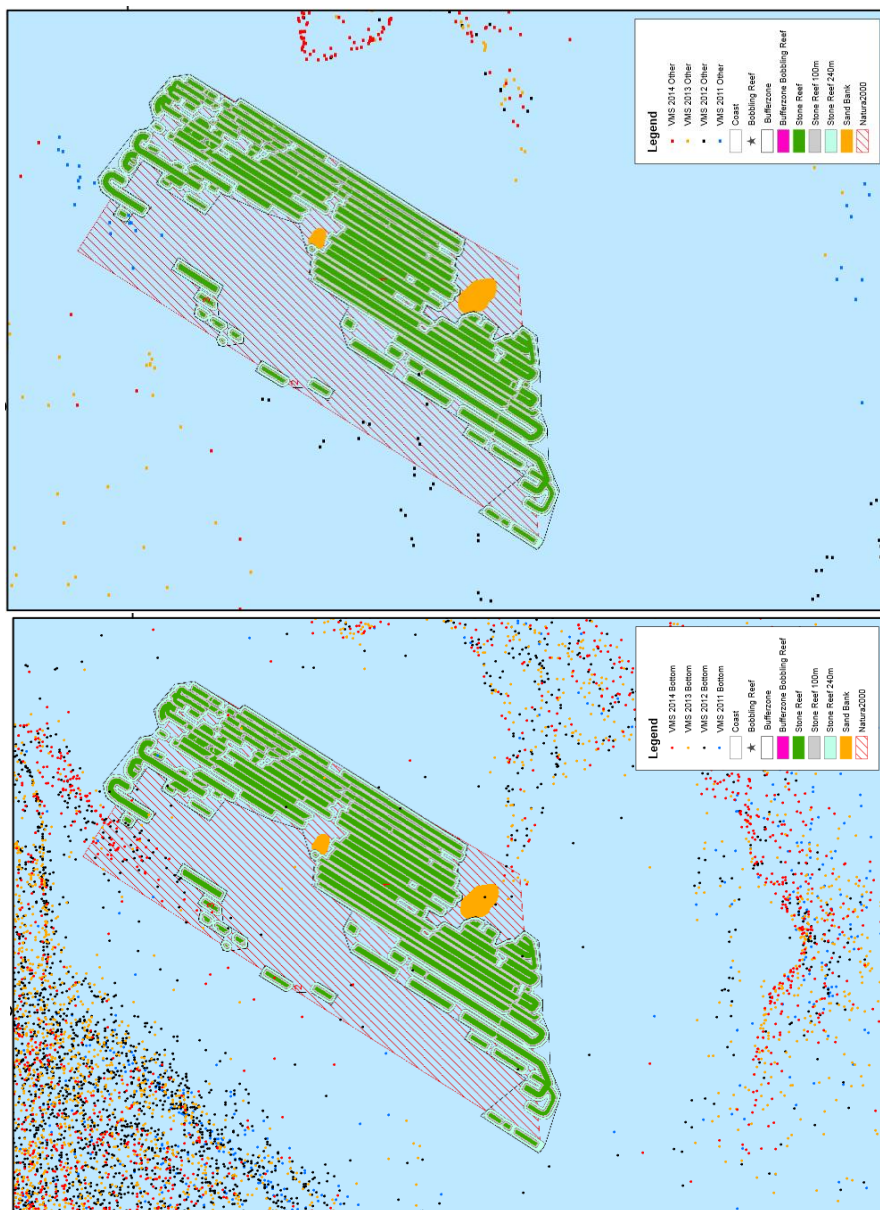 Legend
VMS 2014 Other
VMS 2013 Other
VMS 2012 Other
VMS 2011 Other
Coast
Bobbling Reef
Bufferzone
Bufferzone Bobbling Reef
Stone Reef
Stone Reef 100m
Stone Reef 240m
Sand Bank
Natura2000
Legend
VMS 2014 Bottom
VMS 2013 Bottom
VMS 2012 Bottom
VMS 2011 Bottom
Coast
Bobbling Reef
Bufferzone
Bufferzone Bobbling Reef
Stone Reef
Stone Reef 100m
Stone Reef 240m
Sand Bank
Natura2000